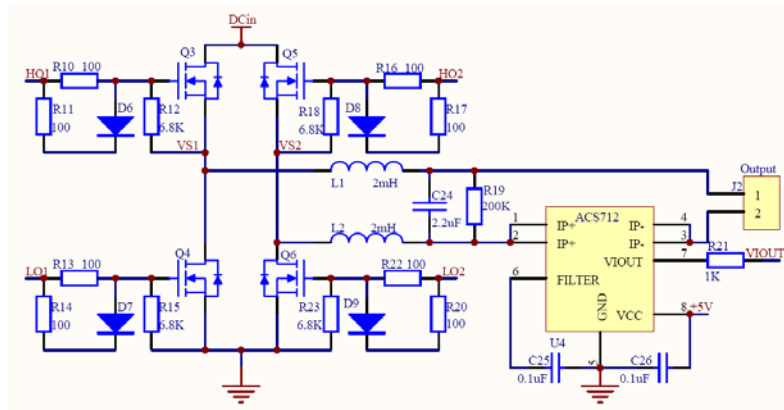 DCin
Q3
Q5
HO1
R10 100
R16 100
HO2
R11
100
D6
R12
6.8K
R18
6.8K
D8
R17
100
VS1
VS2
L1 2mH
C24
2.2uF
R19
200K
Output
J2
1
2
L2 2mH
ACS712
1
2
IP+
IP+
IP-
IP-
4
3
7
VIOUT
R21
1K
VIOUT
6
FILTER
GND
VCC
8
+5V
5
U4
C25
0.1uF
C26
0.1uF
Q4
Q6
LO1
R13 100
R22 100
LO2
R14
100
D7
R15
6.8K
R23
6.8K
D9
R20
100